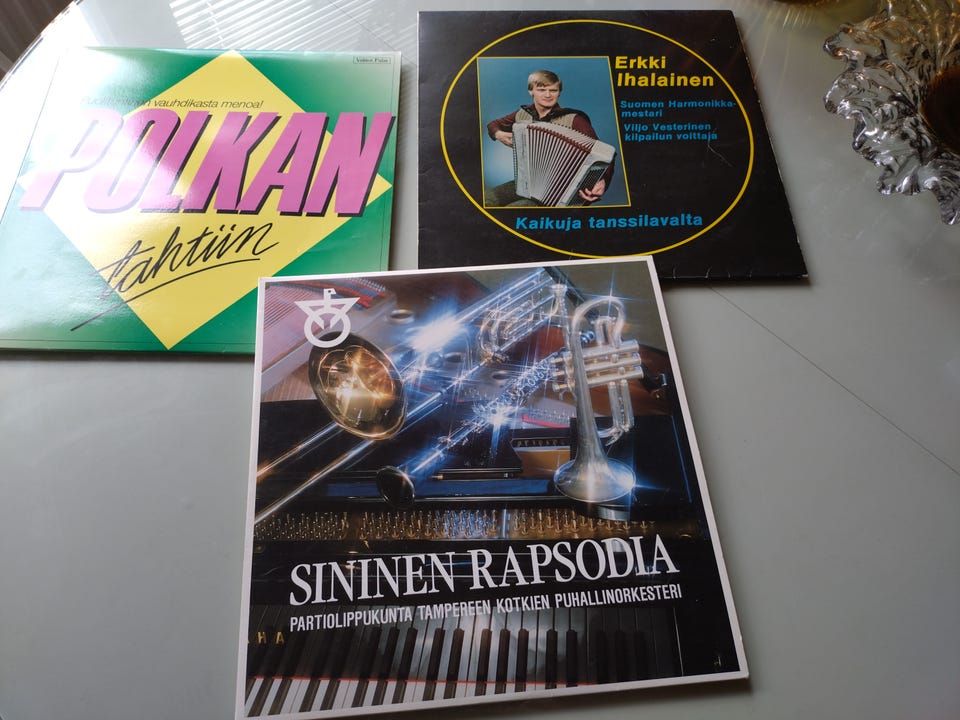 Valitut Palat
vauhdikasta menoa!
POLKAN
tahtiin
Erkki
Ihalainen
Suomen Harmonikka-
mestari
Viljo Vesterinen
kilpailun voittaja
Kaikuja tanssilavalta
SININEN RAPSODIA
PARTIOLIPPUKUNTA TAMPEREEN KOTKIEN PUHALLINORKESTERI
HA